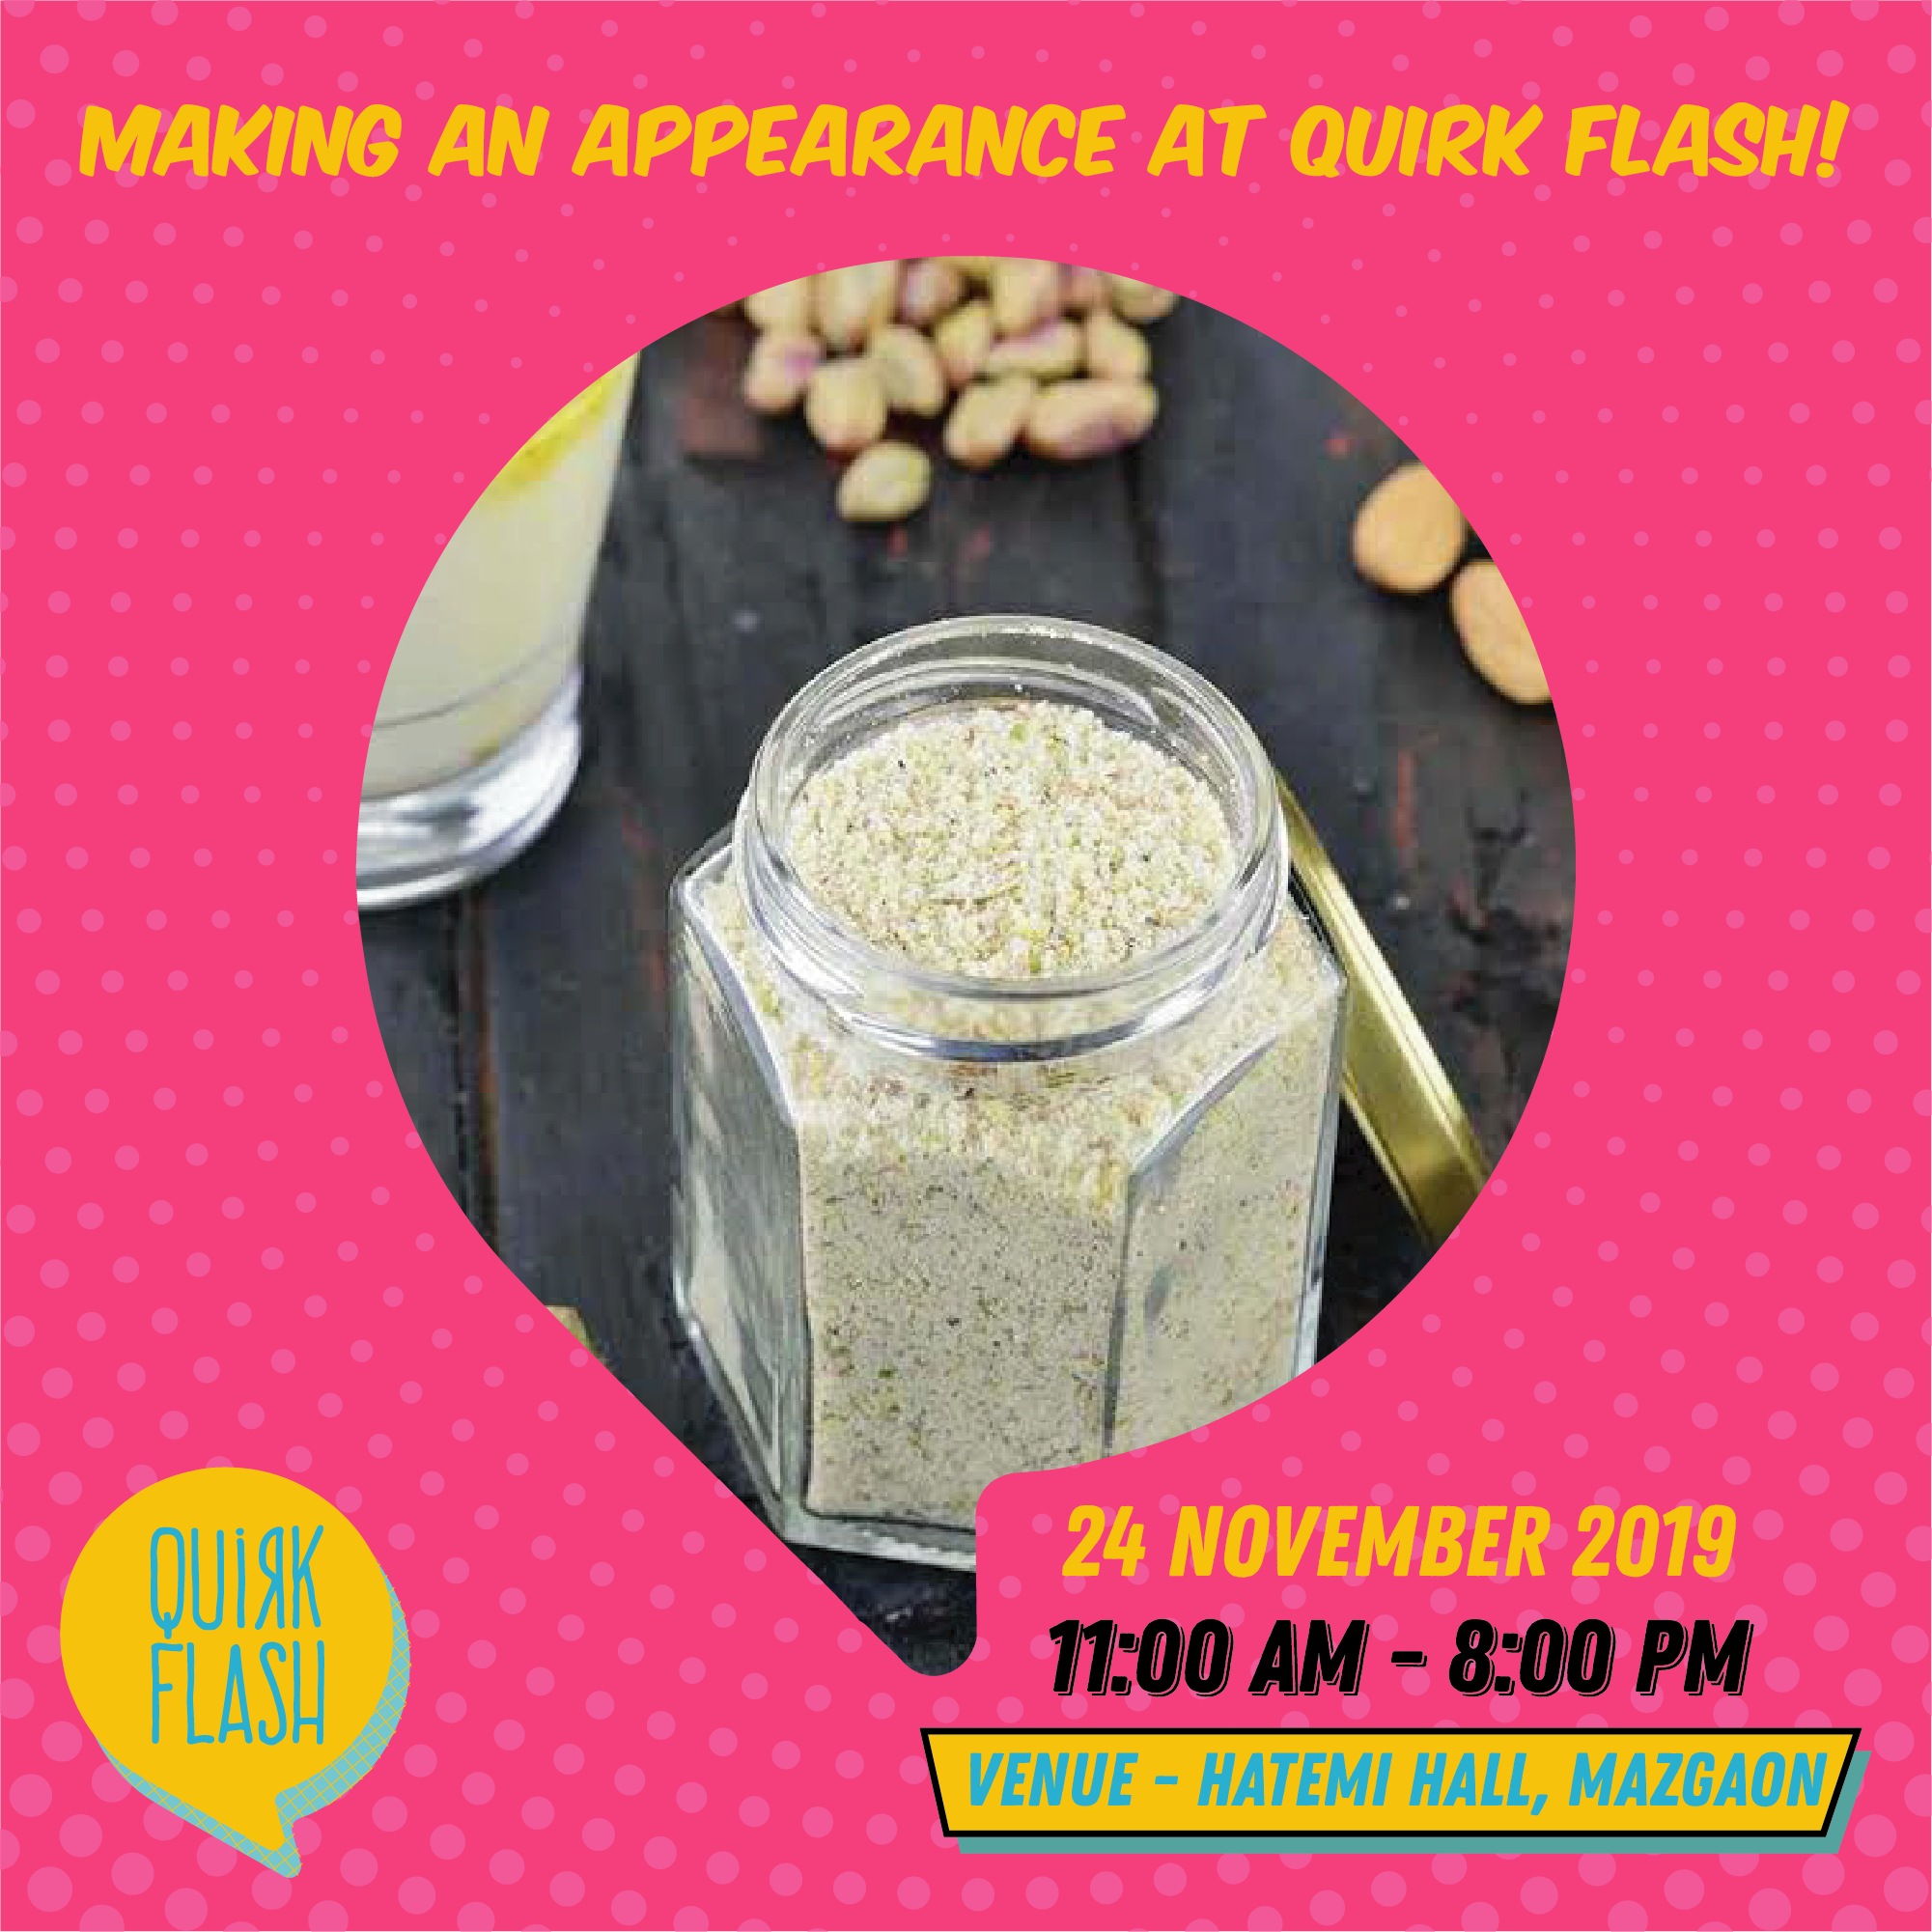 MAKING AN APPEARANCE AT QUIRK FLASH!
24 NOVEMBER 2019
11:00 AM - 8:00 PM
VENUE - HATEMI HALL, MAZGAON
QUiRK
FLASH